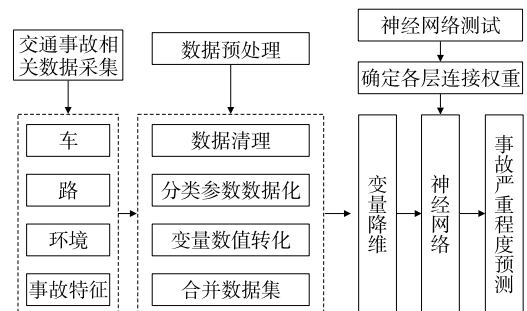 交通事故相
关数据采集
车
路
环境
事故特征
数据预处理
数据清理
分类参数数据化
变量数值转化
合并数据集
神经网络测试
确定各层连接权重
变量降维
神经网络
事故严重程度预测